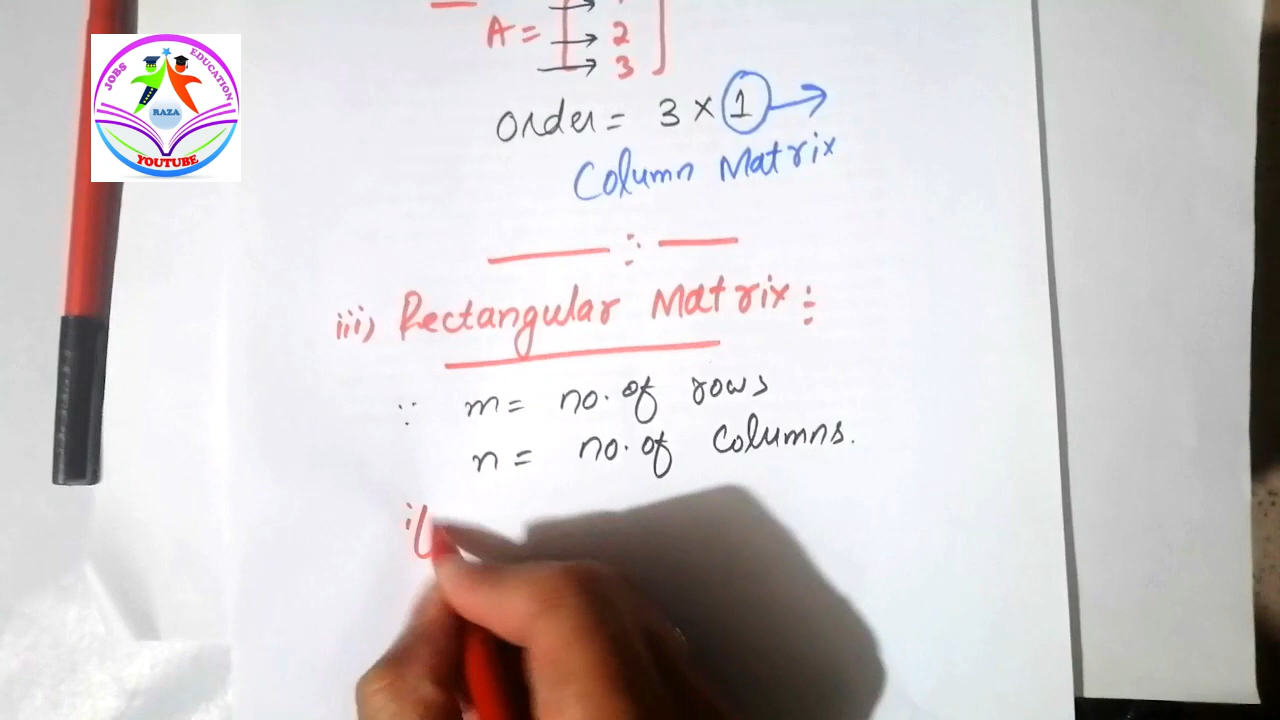 JOBS
EDUCATION
RAZA
YOUTUBE
A = [ → 2 ]
→ 3
order = 3 × 1 →
Column Matrix
iii) Rectangular Matrix:
∵ m = no. of rows
n = no. of columns.
if